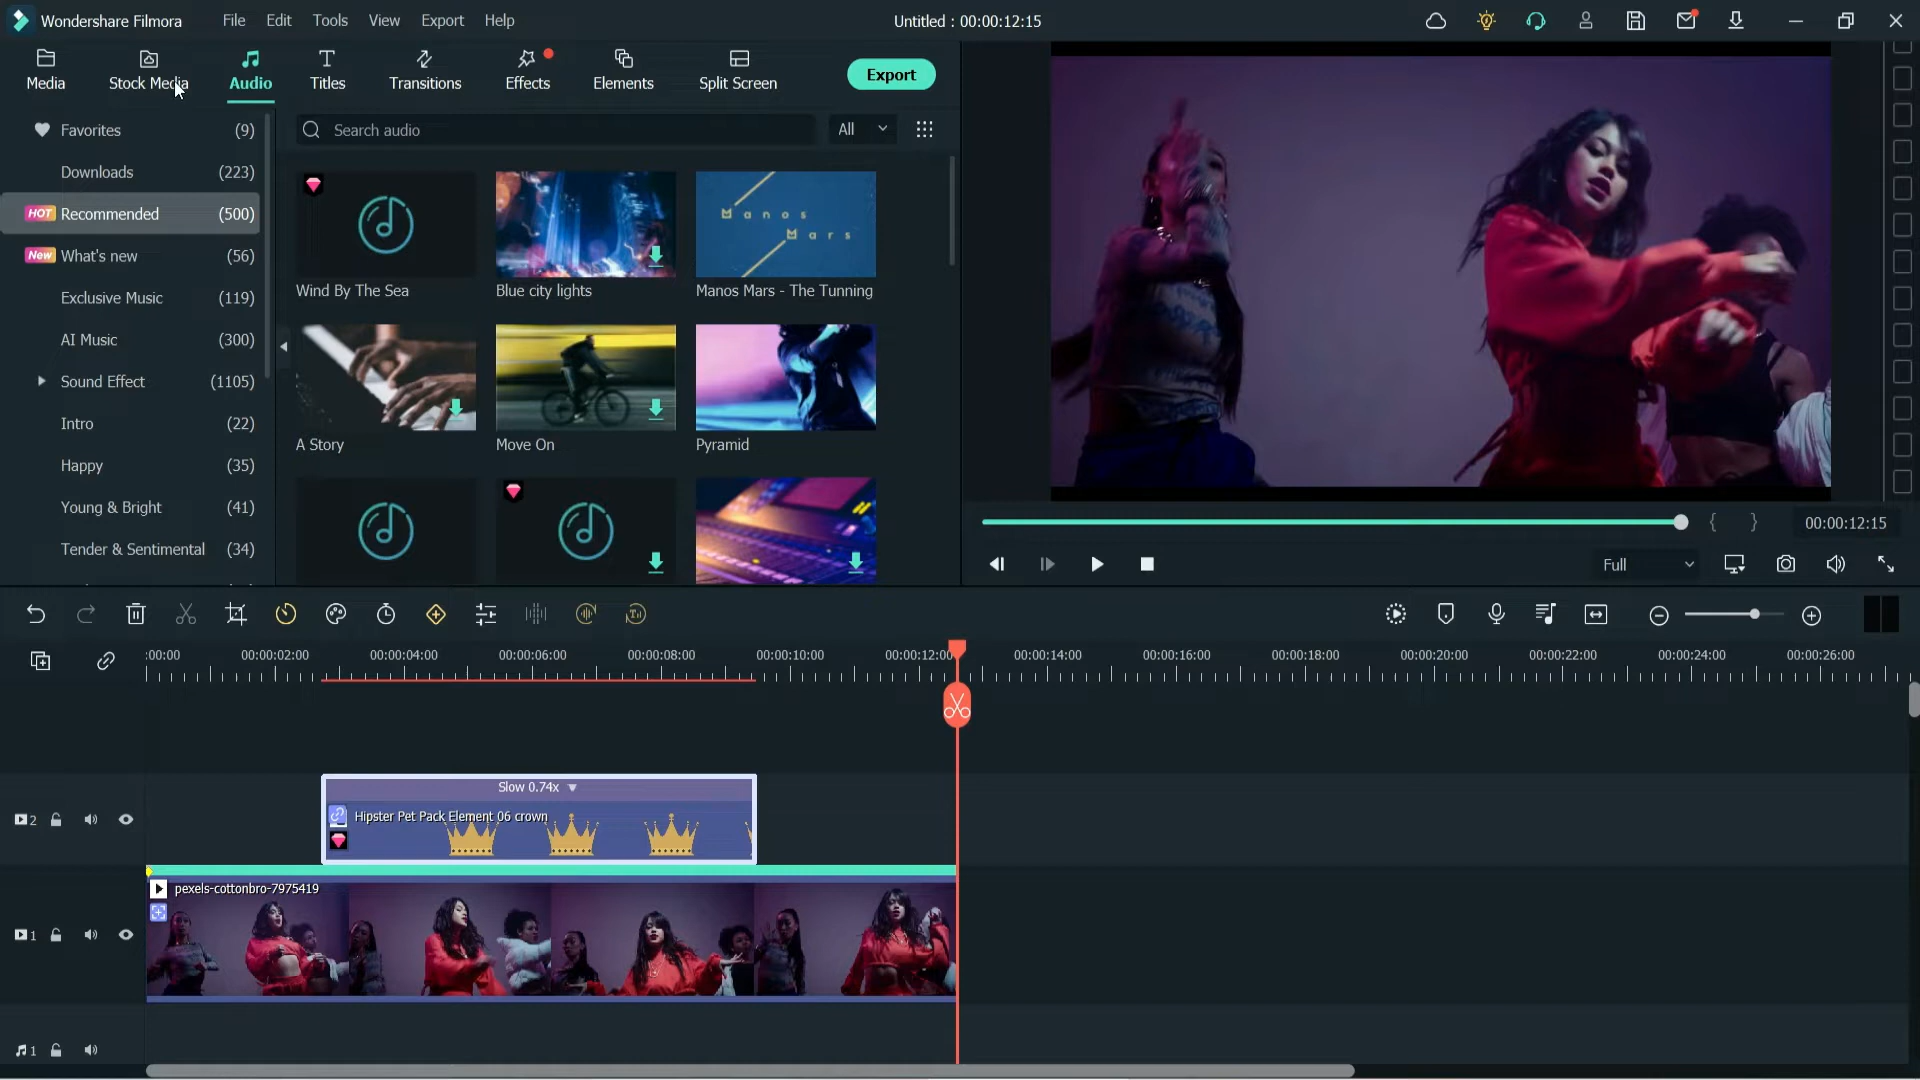 Wondershare Filmora
File Edit Tools View Export Help
Untitled : 00:00:12:15
Media Stock Media Audio Titles Transitions Effects Elements Split Screen
Export
Favorites (9)
Downloads (223)
HOT Recommended (500)
New What's new (56)
Exclusive Music (119)
AI Music (300)
Sound Effect (1105)
Intro (22)
Happy (35)
Young & Bright (41)
Tender & Sentimental (34)
Search audio
All
Manos
Mars
Wind By The Sea
Blue city lights
Manos Mars - The Tunning
A Story
Move On
Pyramid
00:00:12:15
Full
:00:00 00:00:02:00 00:00:04:00 00:00:06:00 00:00:08:00 00:00:10:00 00:00:12:00 00:00:14:00 00:00:16:00 00:00:18:00 00:00:20:00 00:00:22:00 00:00:24:00 00:00:26:00
Slow 0.74x
2
Hipster Pet Pack Element 06 crown
pexels-cottonbro-7975419
1
1